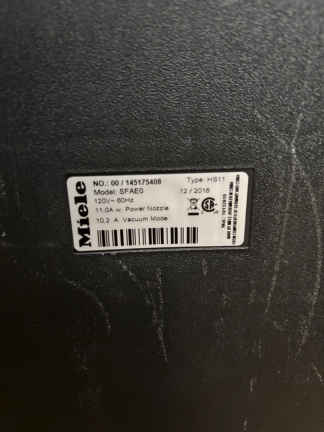 Miele
NO.: 00 / 145175408 Type: HS11
Model: SFAE0 12 / 2018
120V~ 60Hz
11,0A w. Power Nozzle
10,2 A Vacuum Mode